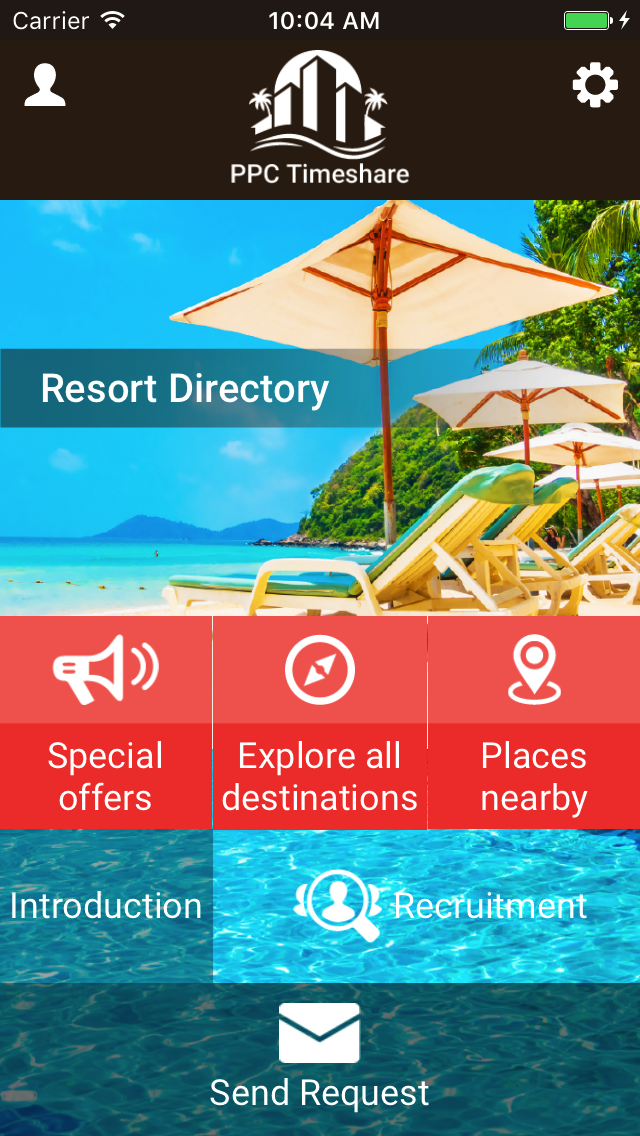 Carrier 10:04 AM
PPC Timeshare
Resort Directory
Special
offers
Explore all
destinations
Places
nearby
Introduction
Recruitment
Send Request